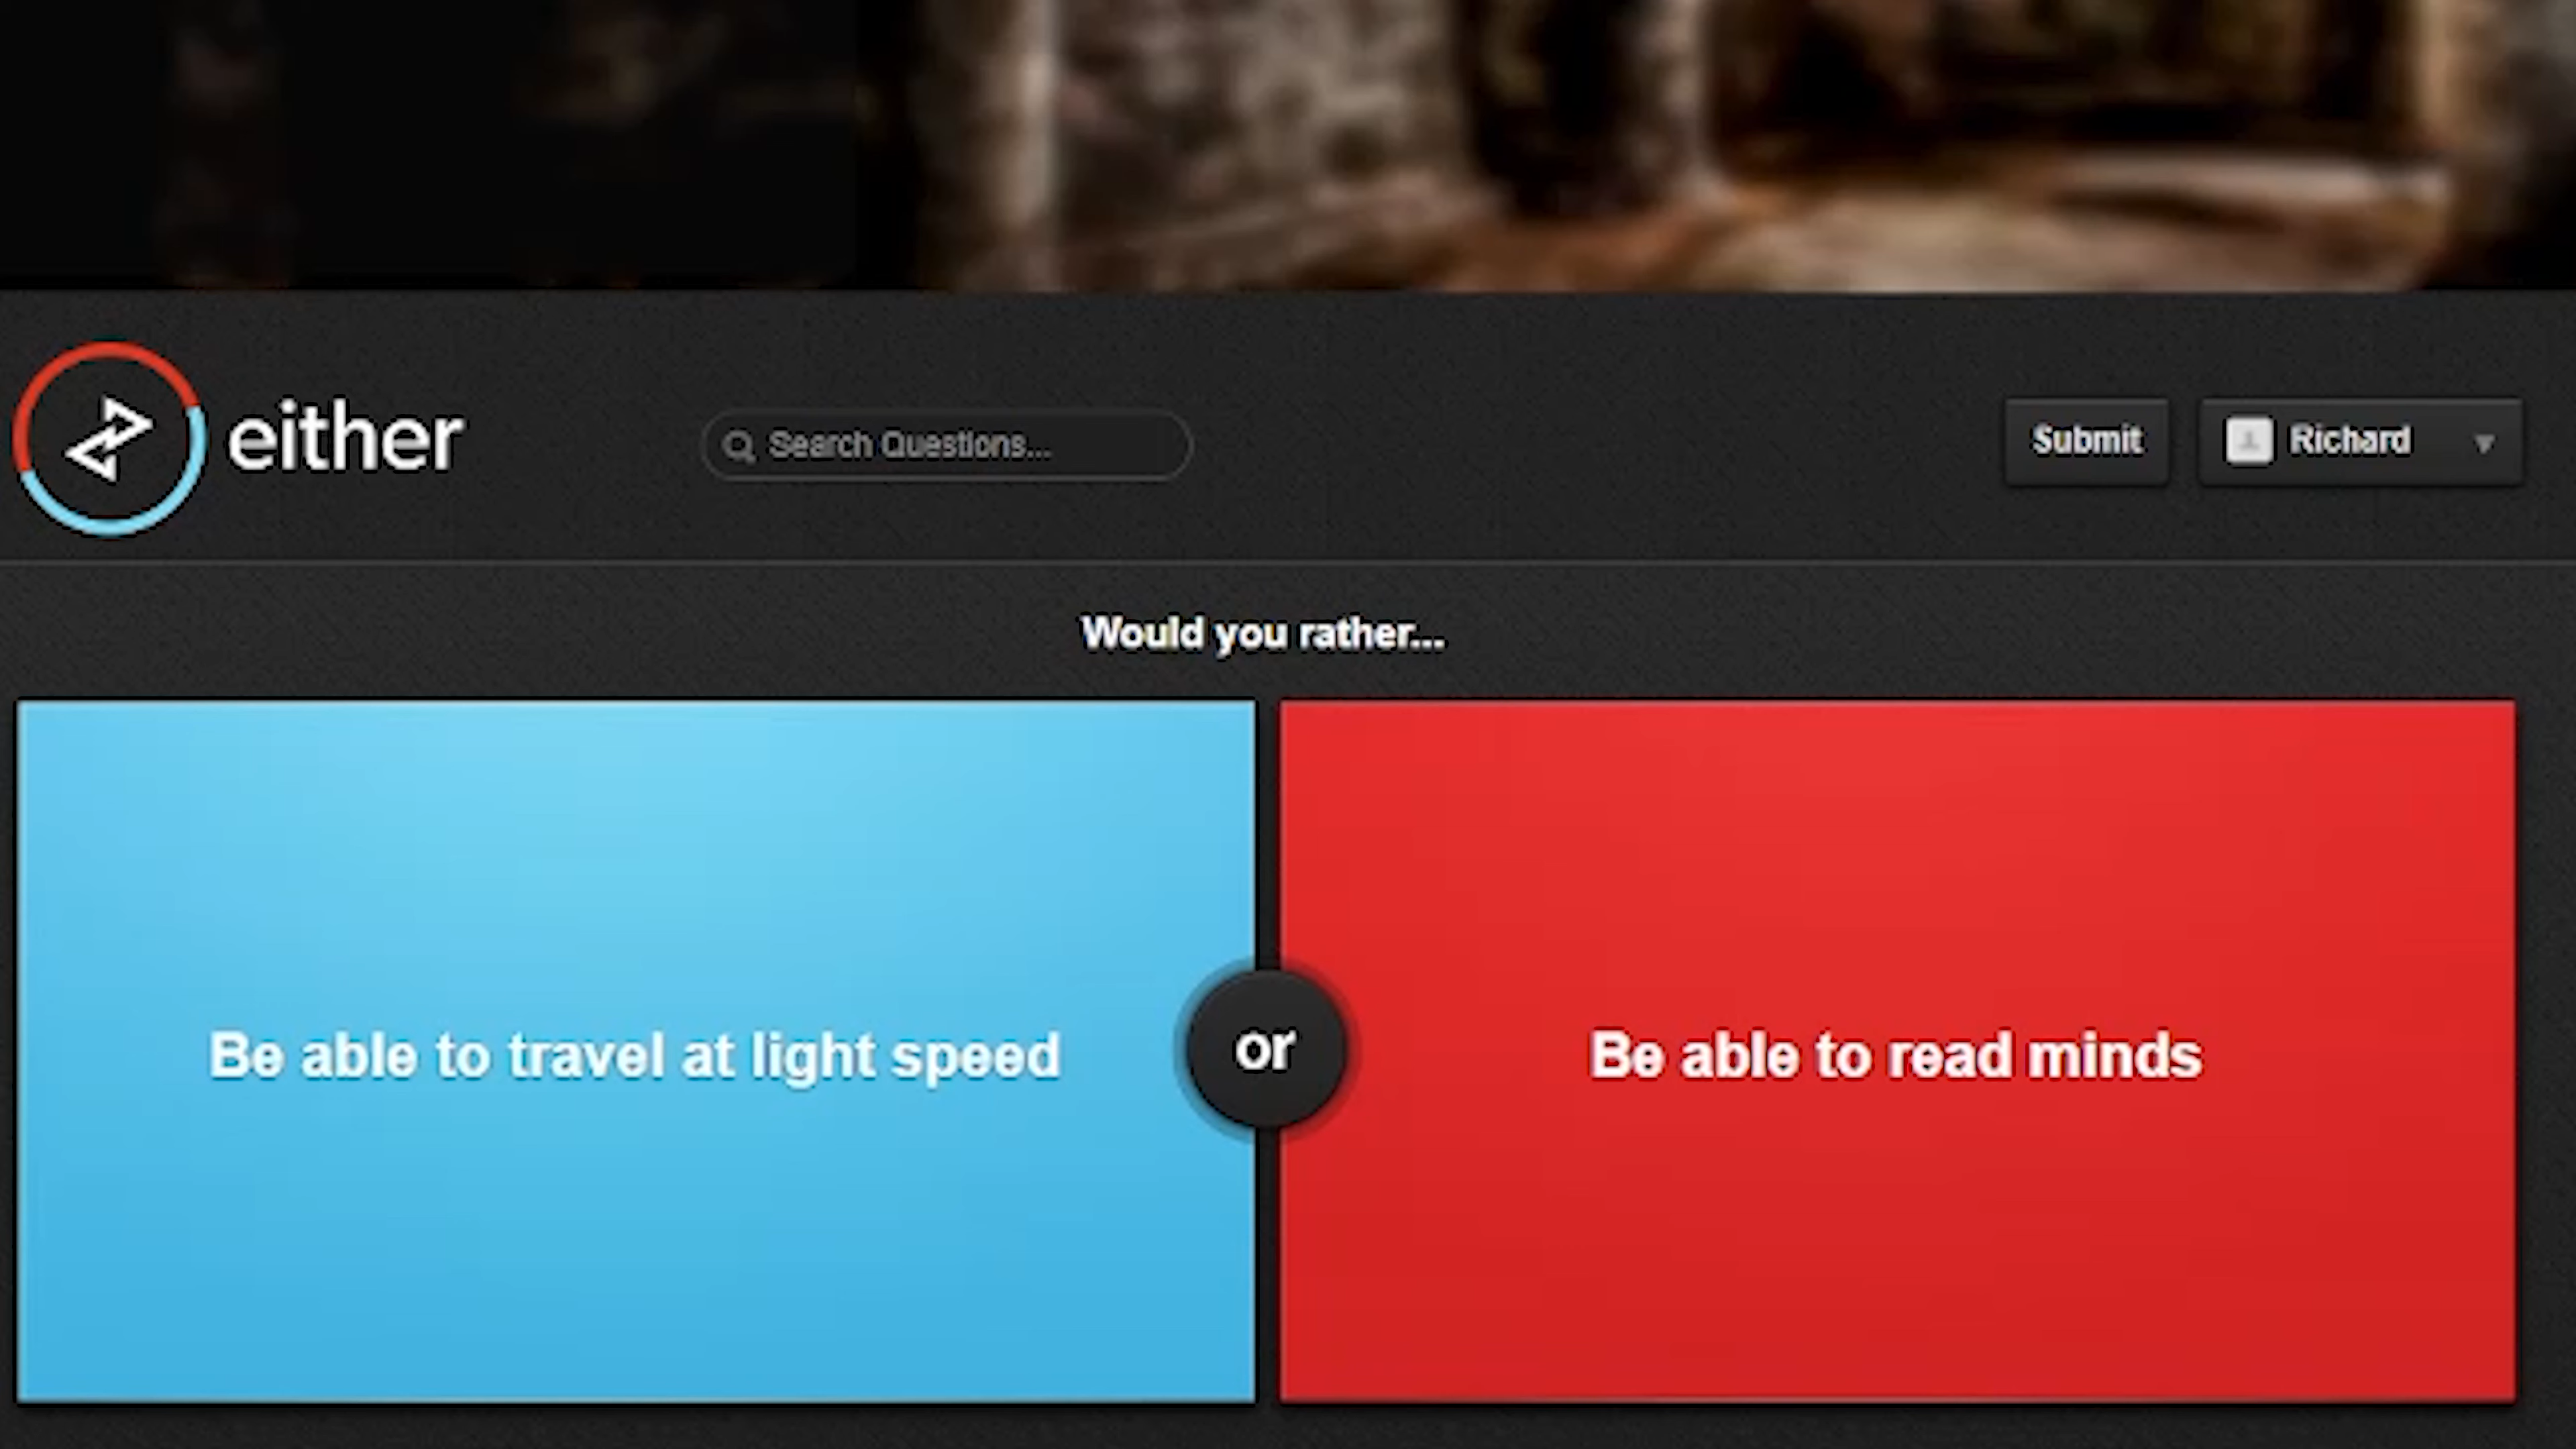 either
Search Questions...
Submit
Richard
Would you rather...
Be able to travel at light speed
or
Be able to read minds